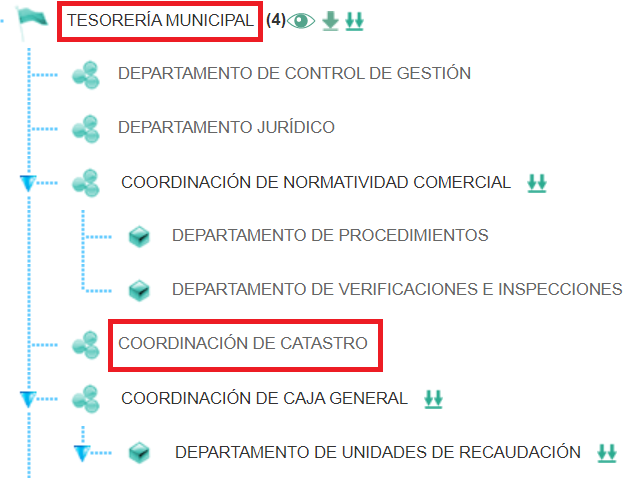 TESORERÍA MUNICIPAL (4)
DEPARTAMENTO DE CONTROL DE GESTIÓN
DEPARTAMENTO JURÍDICO
COORDINACIÓN DE NORMATIVIDAD COMERCIAL
DEPARTAMENTO DE PROCEDIMIENTOS
DEPARTAMENTO DE VERIFICACIONES E INSPECCIONES
COORDINACIÓN DE CATASTRO
COORDINACIÓN DE CAJA GENERAL
DEPARTAMENTO DE UNIDADES DE RECAUDACIÓN